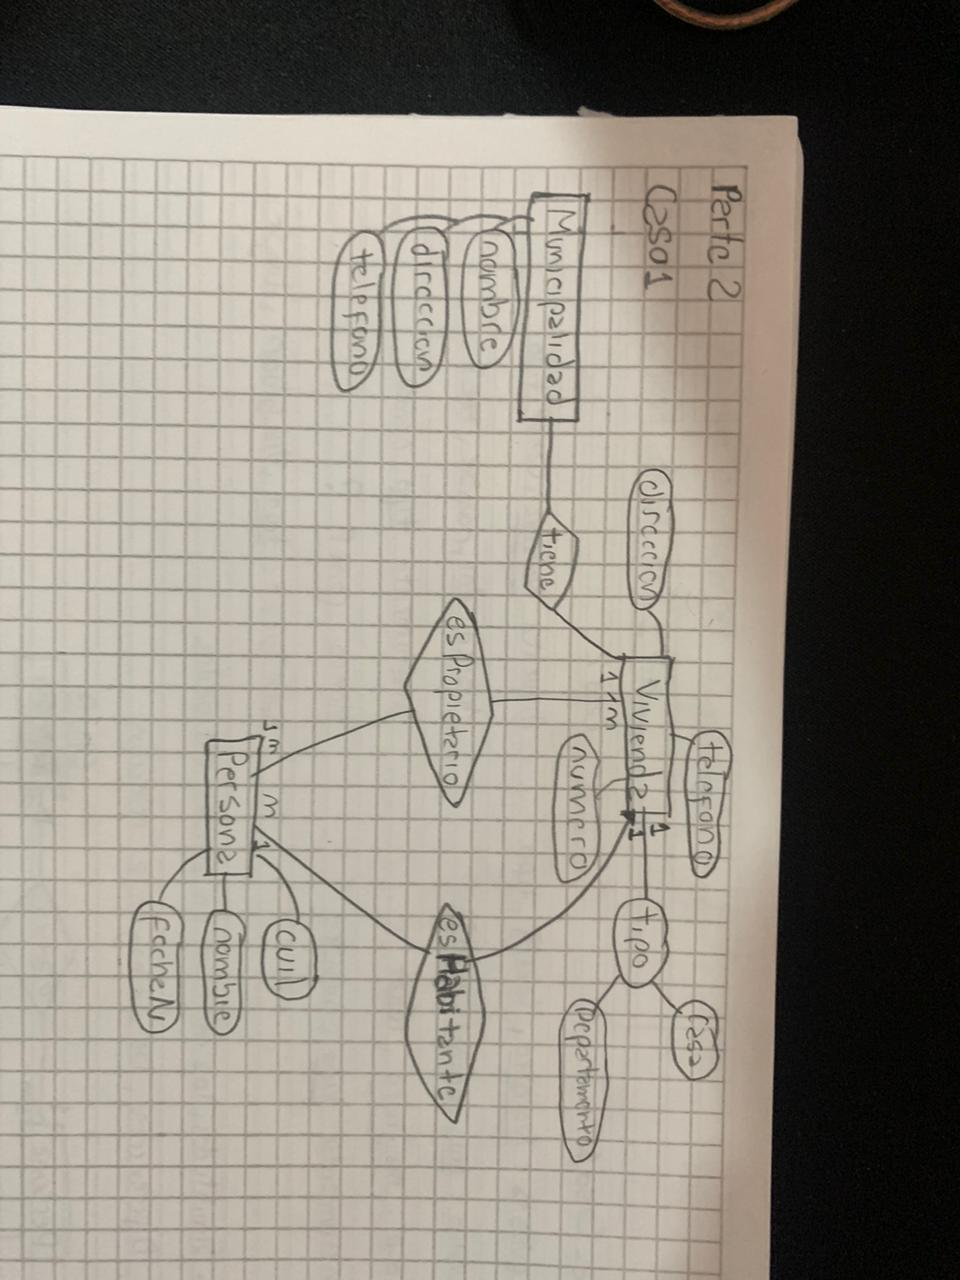 Parte 2
Caso 1
Municipalidad
nombre
direccion
telefono
tiene
direccion
Vivienda
telefono
numero
1
1
1
m
tipo
Casa
Departamento
esPropietario
esHabitante
1
m
m
1
Persona
cuil
nombre
fechaN